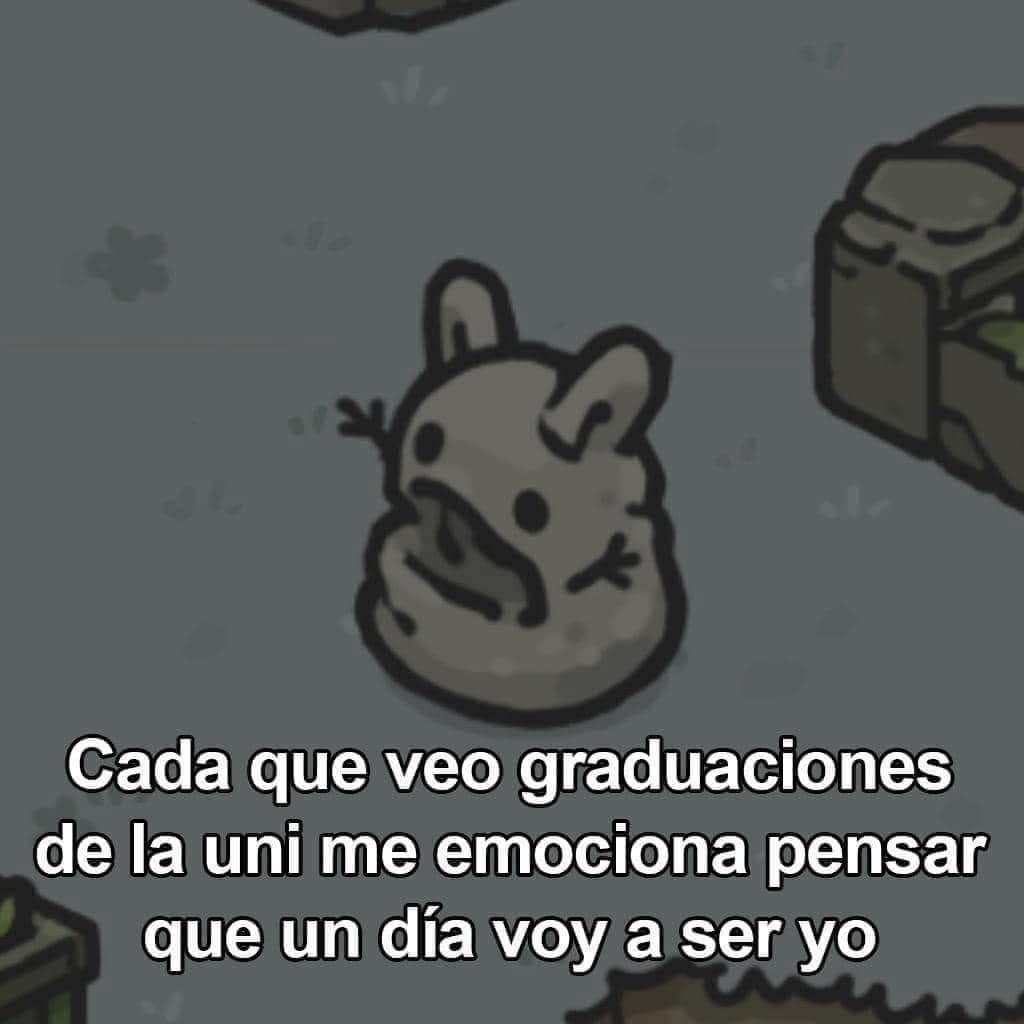 Cada que veo graduaciones
de la uni me emociona pensar
que un día voy a ser yo